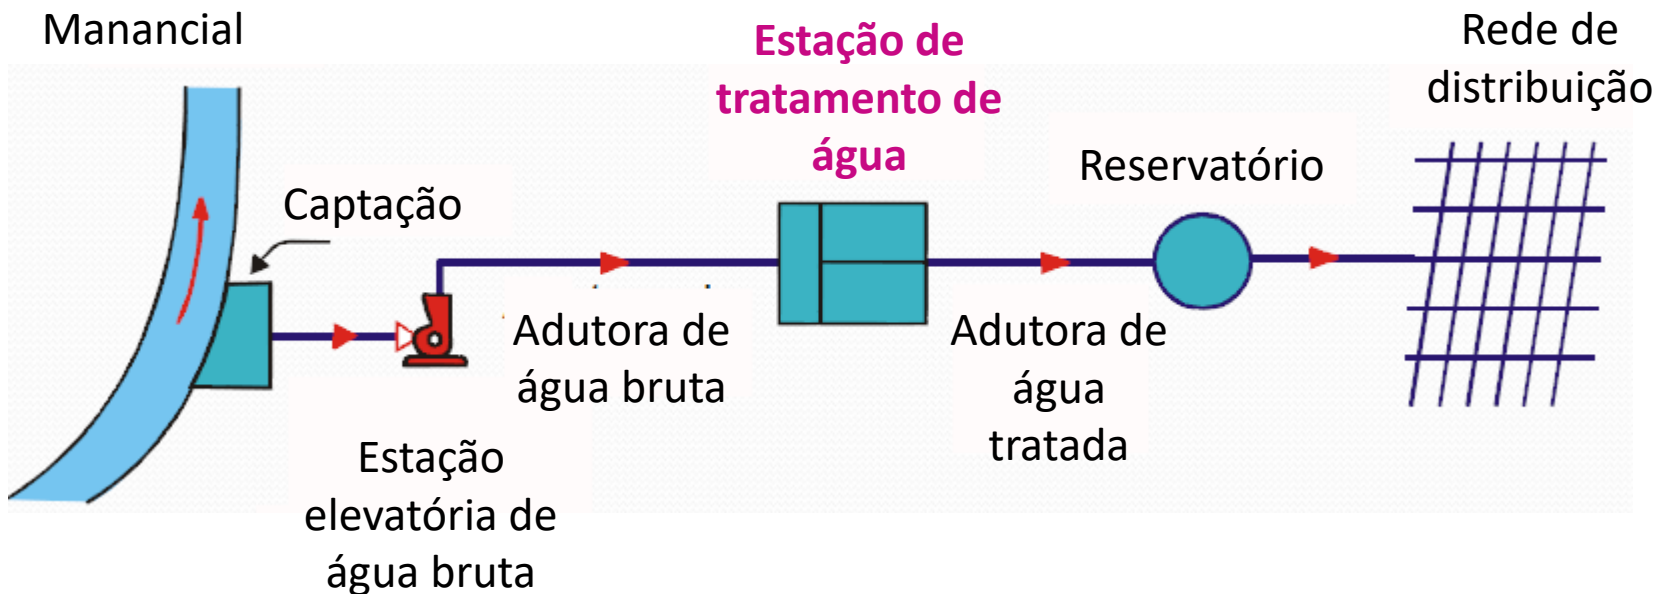 Manancial
Estação de
tratamento de
água
Rede de
distribuição
Reservatório
Captação
Adutora de
água bruta
Adutora de
água
tratada
Estação
elevatória de
água bruta